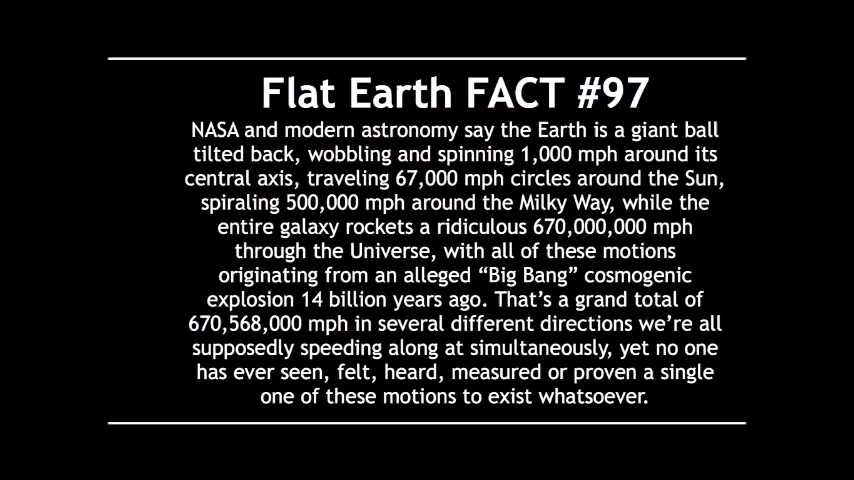 Flat Earth FACT #97
NASA and modern astronomy say the Earth is a giant ball
tilted back, wobbling and spinning 1,000 mph around its
central axis, traveling 67,000 mph circles around the Sun,
spiraling 500,000 mph around the Milky Way, while the
entire galaxy rockets a ridiculous 670,000,000 mph
through the Universe, with all of these motions
originating from an alleged “Big Bang” cosmogenic
explosion 14 billion years ago. That’s a grand total of
670,568,000 mph in several different directions we’re all
supposedly speeding along at simultaneously, yet no one
has ever seen, felt, heard, measured or proven a single
one of these motions to exist whatsoever.